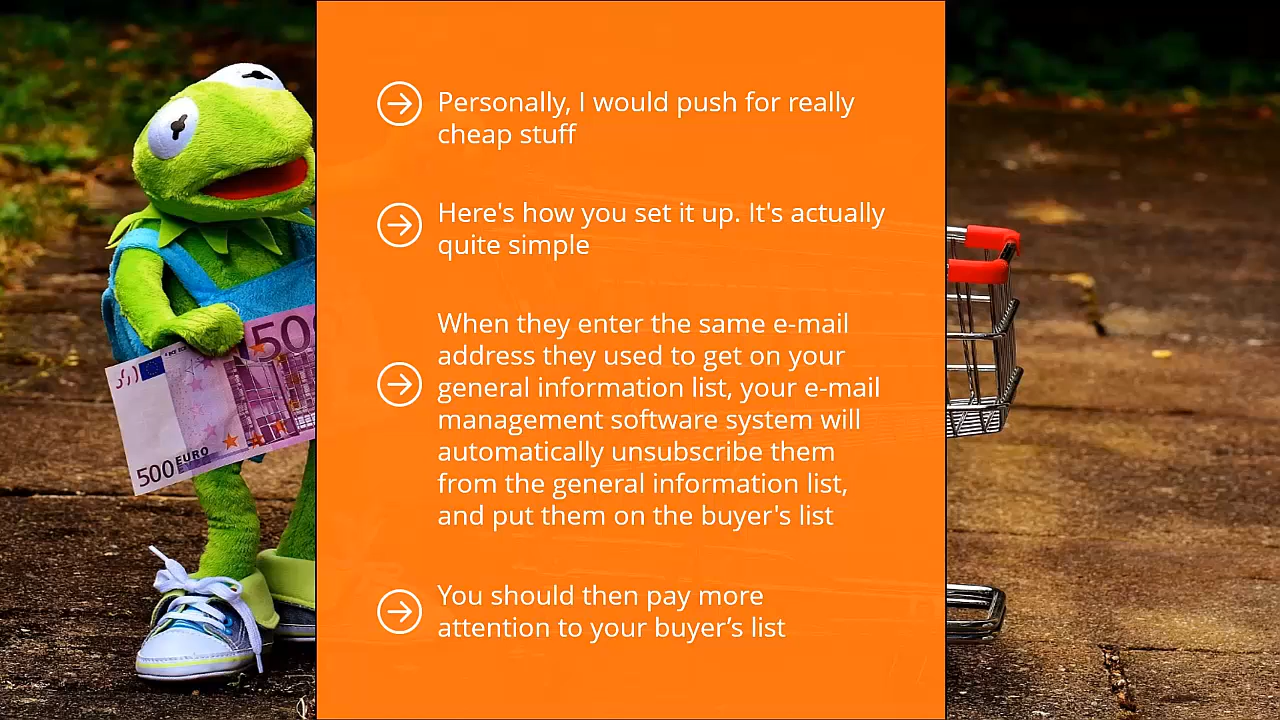 Personally, I would push for really
cheap stuff
Here's how you set it up. It's actually
quite simple
When they enter the same e-mail
address they used to get on your
general information list, your e-mail
management software system will
automatically unsubscribe them
from the general information list,
and put them on the buyer's list
You should then pay more
attention to your buyer’s list
500
500 EURO